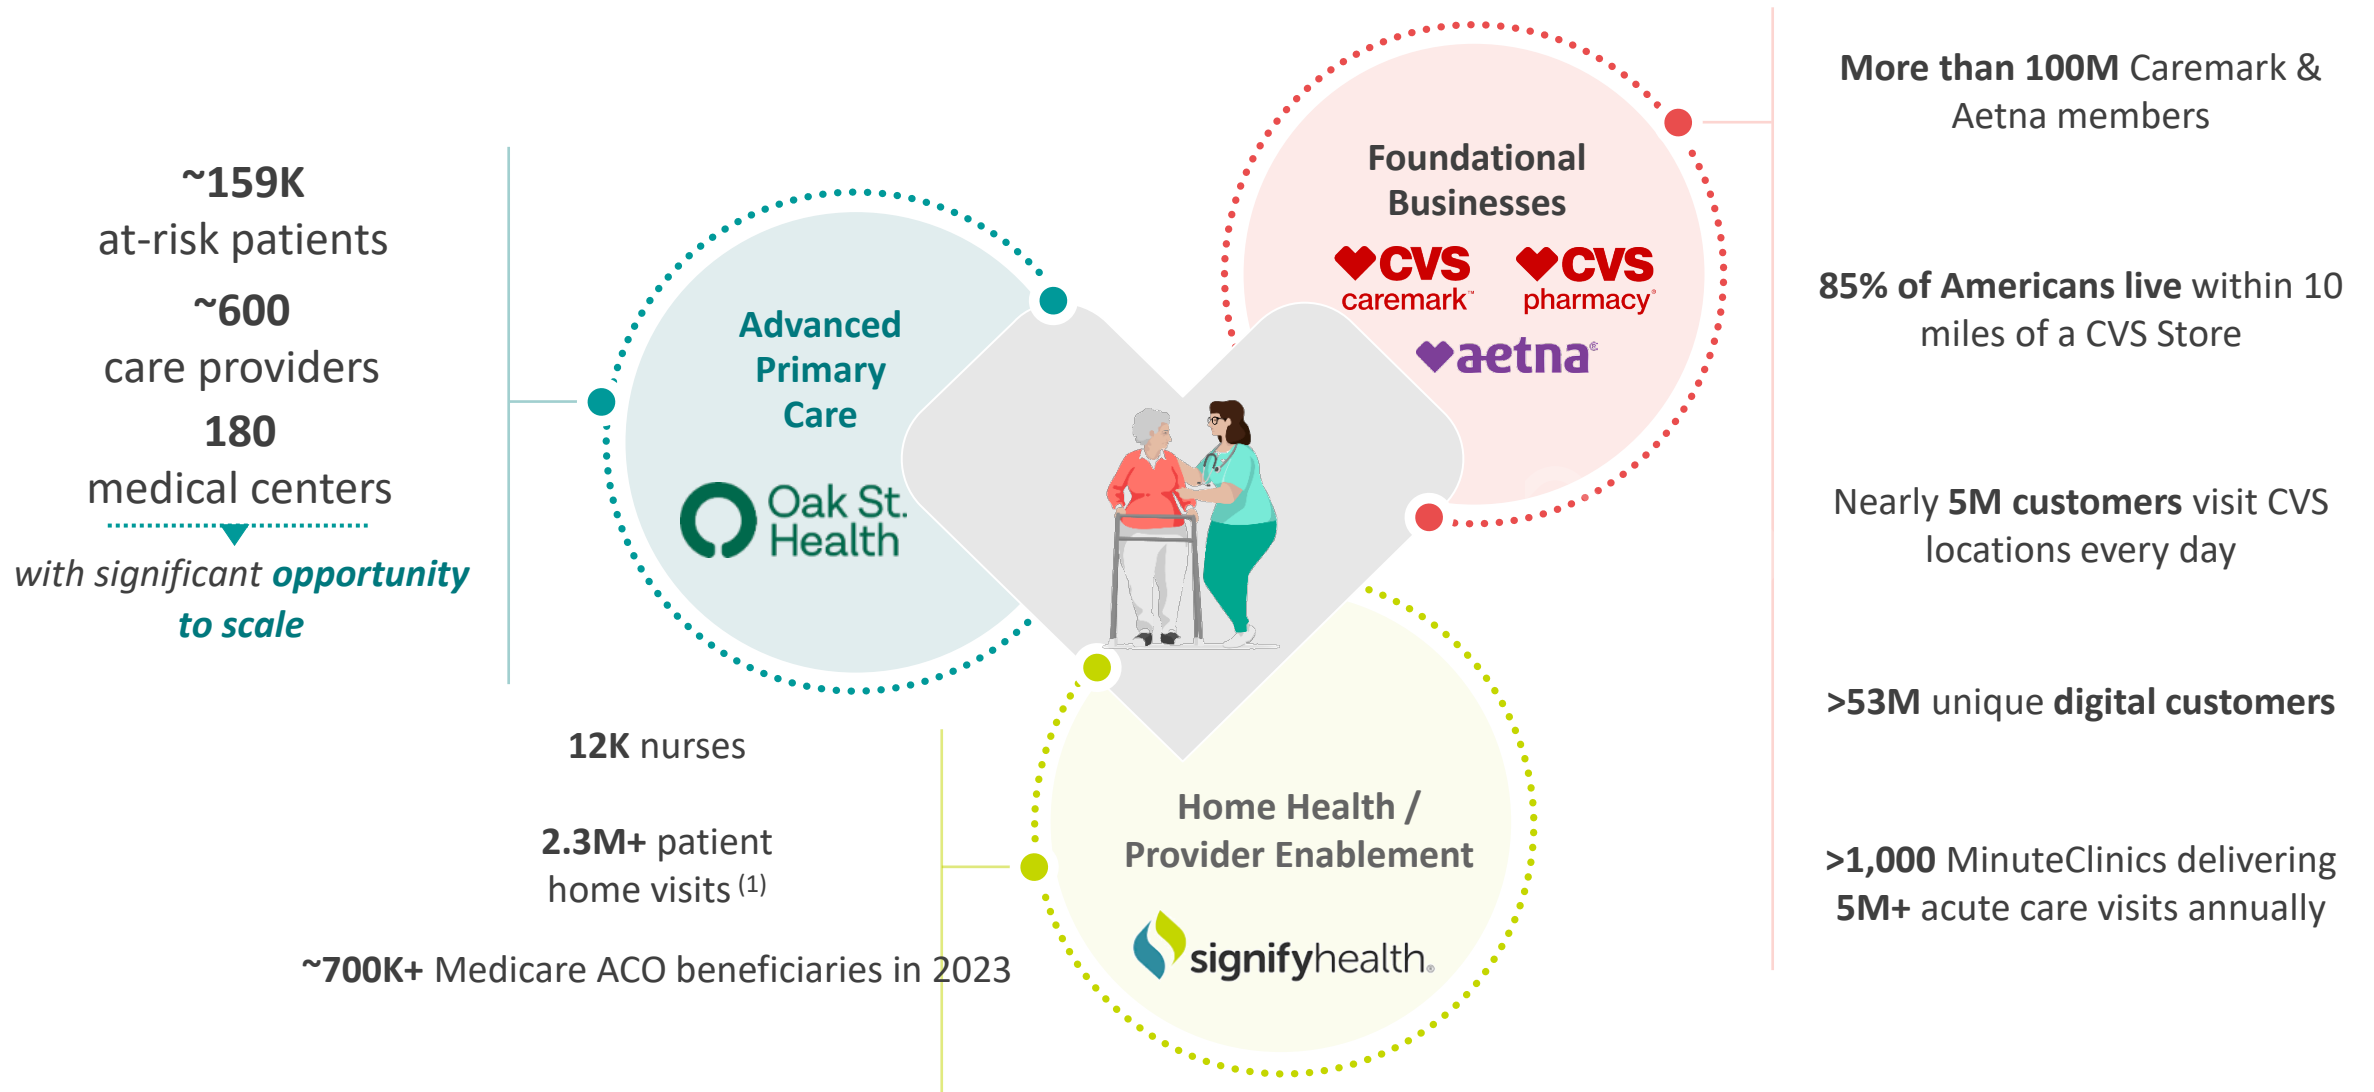 ~159K
at-risk patients
~600
care providers
180
medical centers
with significant opportunity
to scale
Advanced
Primary
Care
Oak St.
Health
Foundational
Businesses
CVS
caremark™
CVS
pharmacy®
aetna®
More than 100M Caremark &
Aetna members
85% of Americans live within 10
miles of a CVS Store
Nearly 5M customers visit CVS
locations every day
>53M unique digital customers
>1,000 MinuteClinics delivering
5M+ acute care visits annually
12K nurses
2.3M+ patient
home visits (1)
~700K+ Medicare ACO beneficiaries in 2023
Home Health /
Provider Enablement
signifyhealth®